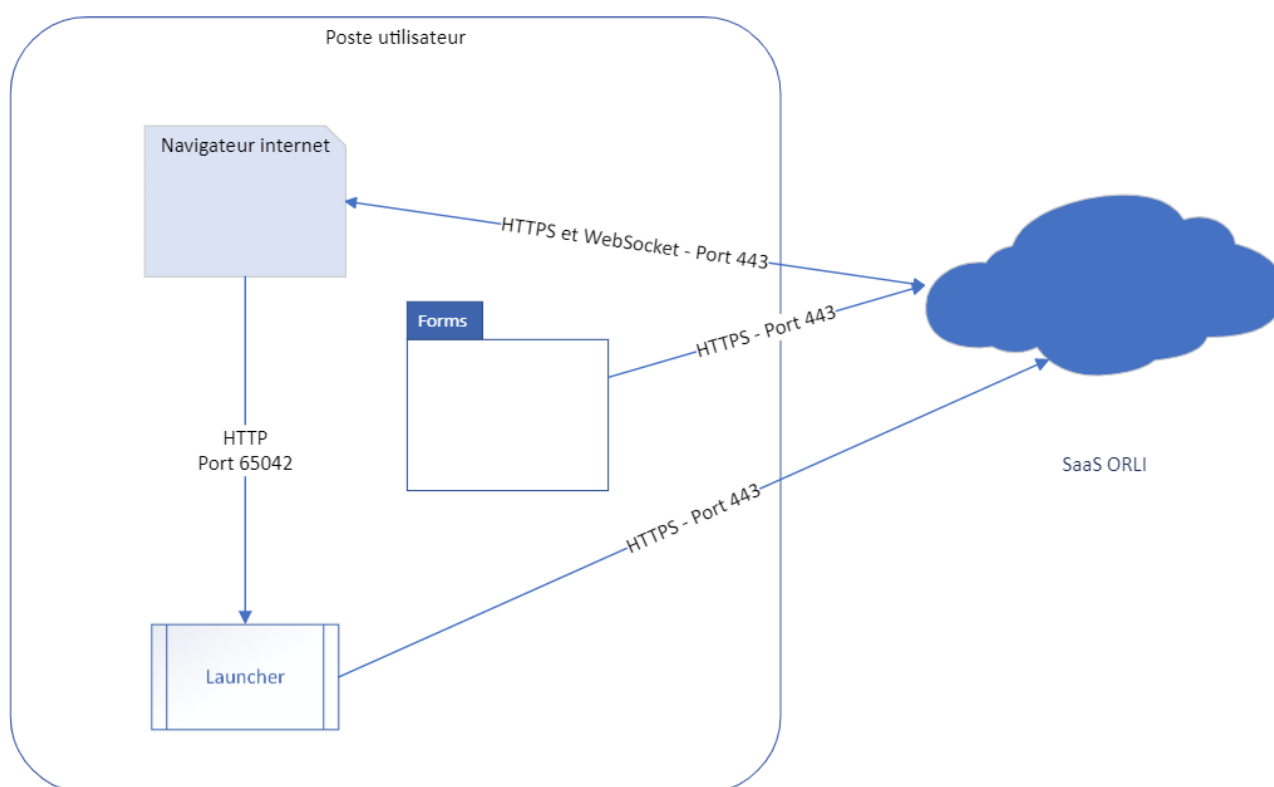 Poste utilisateur
Navigateur internet
HTTPS et WebSocket - Port 443
Forms
HTTPS - Port 443
HTTP
Port 65042
SaaS ORLI
HTTPS - Port 443
Launcher